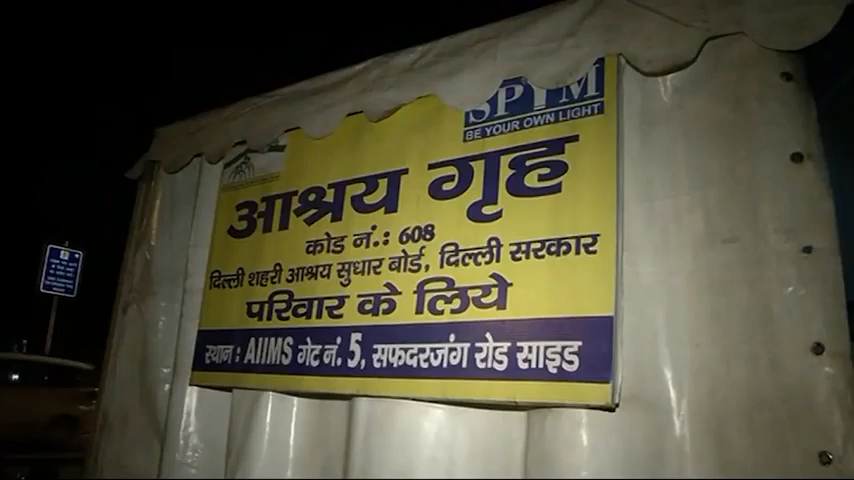 SPYM
BE YOUR OWN LIGHT
आश्रय गृह
कोड नं.: 608
दिल्ली शहरी आश्रय सुधार बोर्ड, दिल्ली सरकार
परिवार के लिये
स्थान : AIIMS गेट नं. 5, सफदरजंग रोड साइड